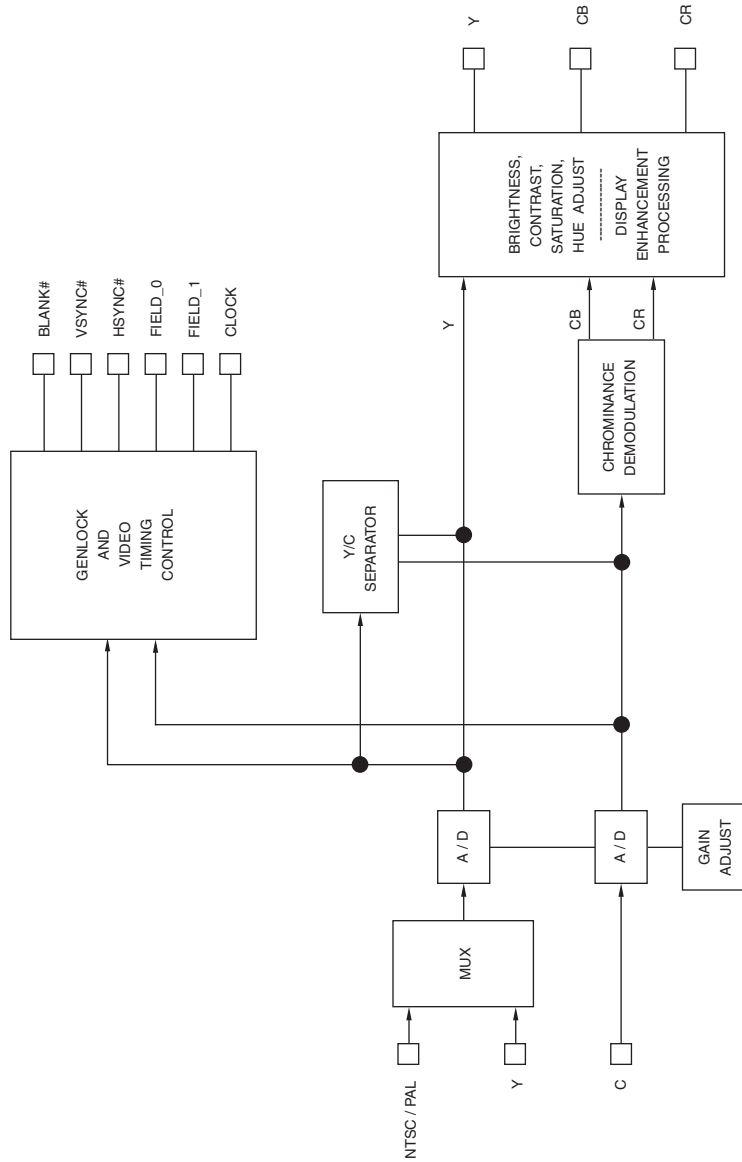 BLANK#
VSYNC#
HSYNC#
FIELD_0
FIELD_1
CLOCK
GENLOCK
AND
VIDEO
TIMING
CONTROL
Y/C
SEPARATOR
NTSC / PAL
Y
C
MUX
A / D
A / D
GAIN
ADJUST
CHROMINANCE
DEMODULATION
Y
CB
CR
BRIGHTNESS,
CONTRAST,
SATURATION,
HUE ADJUST
----------------
DISPLAY
ENHANCEMENT
PROCESSING
Y
CB
CR